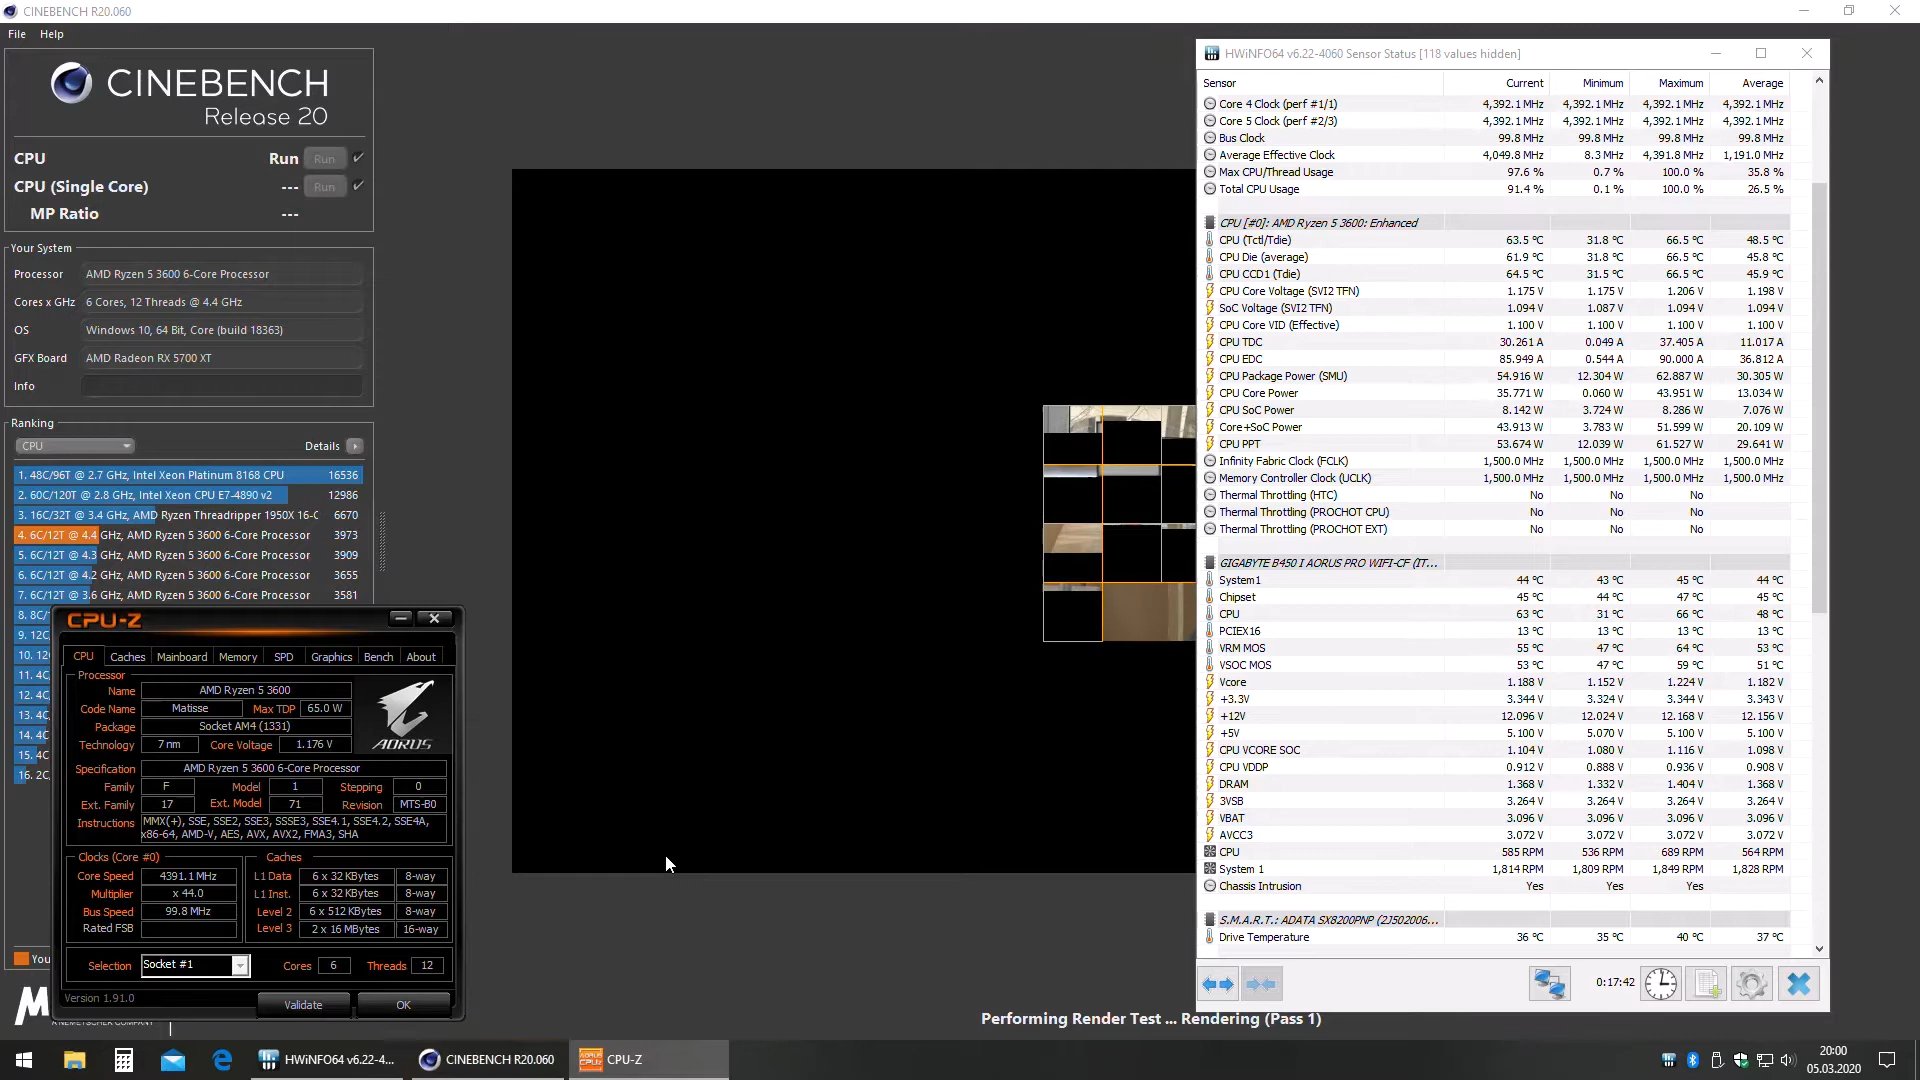 CINEBENCH R20.060
File Help
CINEBENCH
Release 20
CPU Run Run
CPU (Single Core) --- Run
MP Ratio ---
Your System
Processor AMD Ryzen 5 3600 6-Core Processor
Cores x GHz 6 Cores, 12 Threads @ 4.4 GHz
OS Windows 10, 64 Bit, Core (build 18363)
GFX Board AMD Radeon RX 5700 XT
Info
Ranking
CPU Details
1. 48C/96T @ 2.7 GHz, Intel Xeon Platinum 8168 CPU 16536
2. 60C/120T @ 2.8 GHz, Intel Xeon CPU E7-4890 v2 12986
3. 16C/32T @ 3.4 GHz, AMD Ryzen Threadripper 1950X 16-C 6670
4. 6C/12T @ 4.4 GHz, AMD Ryzen 5 3600 6-Core Processor 3973
5. 6C/12T @ 4.3 GHz, AMD Ryzen 5 3600 6-Core Processor 3909
6. 6C/12T @ 4.2 GHz, AMD Ryzen 5 3600 6-Core Processor 3655
7. 6C/12T @ 3.6 GHz, AMD Ryzen 5 3600 6-Core Processor 3581
8. 8C/
9. 12C
10. 12C
11. 4C
12. 4C
13. 4C
14. 4C
15. 4C
16. 2C
You
CPU-Z
CPU Caches Mainboard Memory SPD Graphics Bench About
Processor
Name AMD Ryzen 5 3600
Code Name Matisse Max TDP 65.0 W
Package Socket AM4 (1331)
Technology 7 nm Core Voltage 1.176 V
AORUS
Specification AMD Ryzen 5 3600 6-Core Processor
Family F Model 1 Stepping 0
Ext. Family 17 Ext. Model 71 Revision MTS-B0
Instructions MMX(+), SSE, SSE2, SSE3, SSSE3, SSE4.1, SSE4.2, SSE4A,
x86-64, AMD-V, AES, AVX, AVX2, FMA3, SHA
Clocks (Core #0) Caches
Core Speed 4391.1 MHz L1 Data 6 x 32 KBytes 8-way
Multiplier x 44.0 L1 Inst. 6 x 32 KBytes 8-way
Bus Speed 99.8 MHz Level 2 6 x 512 KBytes 8-way
Rated FSB Level 3 2 x 16 MBytes 16-way
Selection Socket #1 Cores 6 Threads 12
Version 1.91.0
Validate OK
M
A NEMETSCHEK COMPANY
Performing Render Test ... Rendering (Pass 1)
HWiNFO64 v6.22-4060 Sensor Status [118 values hidden]
Sensor Current Minimum Maximum Average
Core 4 Clock (perf #1/1) 4,392.1 MHz 4,392.1 MHz 4,392.1 MHz 4,392.1 MHz
Core 5 Clock (perf #2/3) 4,392.1 MHz 4,392.1 MHz 4,392.1 MHz 4,392.1 MHz
Bus Clock 99.8 MHz 99.8 MHz 99.8 MHz 99.8 MHz
Average Effective Clock 4,049.8 MHz 8.3 MHz 4,391.8 MHz 1,191.0 MHz
Max CPU/Thread Usage 97.6 % 0.7 % 100.0 % 35.8 %
Total CPU Usage 91.4 % 0.1 % 100.0 % 26.5 %
CPU [#0]: AMD Ryzen 5 3600: Enhanced
CPU (Tctl/Tdie) 63.5 °C 31.8 °C 66.5 °C 48.5 °C
CPU Die (average) 61.9 °C 31.8 °C 66.5 °C 45.8 °C
CPU CCD1 (Tdie) 64.5 °C 31.5 °C 66.5 °C 45.9 °C
CPU Core Voltage (SVI2 TFN) 1.175 V 1.175 V 1.206 V 1.198 V
SoC Voltage (SVI2 TFN) 1.094 V 1.087 V 1.094 V 1.094 V
CPU Core VID (Effective) 1.100 V 1.100 V 1.100 V 1.100 V
CPU TDC 30.261 A 0.049 A 37.405 A 11.017 A
CPU EDC 85.949 A 0.544 A 90.000 A 36.812 A
CPU Package Power (SMU) 54.916 W 12.304 W 62.887 W 30.305 W
CPU Core Power 35.771 W 0.060 W 43.951 W 13.034 W
CPU SoC Power 8.142 W 3.724 W 8.286 W 7.076 W
Core+SoC Power 43.913 W 3.783 W 51.599 W 20.109 W
CPU PPT 53.674 W 12.039 W 61.527 W 29.641 W
Infinity Fabric Clock (FCLK) 1,500.0 MHz 1,500.0 MHz 1,500.0 MHz 1,500.0 MHz
Memory Controller Clock (UCLK) 1,500.0 MHz 1,500.0 MHz 1,500.0 MHz 1,500.0 MHz
Thermal Throttling (HTC) No No No
Thermal Throttling (PROCHOT CPU) No No No
Thermal Throttling (PROCHOT EXT) No No No
GIGABYTE B450 I AORUS PRO WIFI-CF (IT...
System1 44 °C 43 °C 45 °C 44 °C
Chipset 45 °C 44 °C 47 °C 45 °C
CPU 63 °C 31 °C 66 °C 48 °C
PCIEX16 13 °C 13 °C 13 °C 13 °C
VRM MOS 55 °C 47 °C 64 °C 53 °C
VSOC MOS 53 °C 47 °C 59 °C 51 °C
Vcore 1.188 V 1.152 V 1.224 V 1.182 V
+3.3V 3.344 V 3.324 V 3.344 V 3.343 V
+12V 12.096 V 12.024 V 12.168 V 12.156 V
+5V 5.100 V 5.070 V 5.100 V 5.100 V
CPU VCORE SOC 1.104 V 1.080 V 1.116 V 1.098 V
CPU VDDP 0.912 V 0.888 V 0.936 V 0.908 V
DRAM 1.368 V 1.332 V 1.404 V 1.368 V
3VSB 3.264 V 3.264 V 3.264 V 3.264 V
VBAT 3.096 V 3.096 V 3.096 V 3.096 V
AVCC3 3.072 V 3.072 V 3.072 V 3.072 V
CPU 585 RPM 536 RPM 689 RPM 564 RPM
System 1 1,814 RPM 1,809 RPM 1,849 RPM 1,828 RPM
Chassis Intrusion Yes Yes Yes
S.M.A.R.T.: ADATA SX8200PNP (2J502006...
Drive Temperature 36 °C 35 °C 40 °C 37 °C
0:17:42
HWiNFO64 v6.22-4... CINEBENCH R20.060 CPU-Z
20:00
05.03.2020